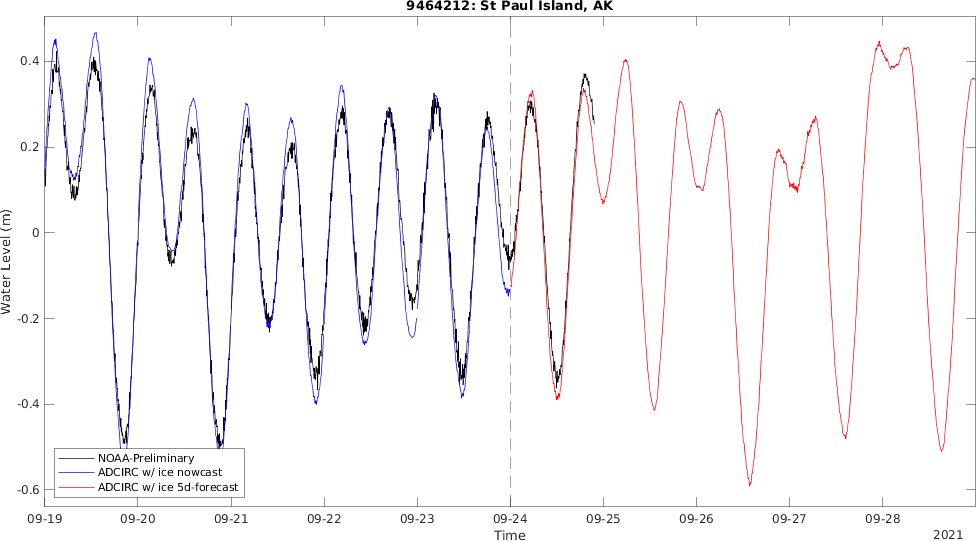 9464212: St Paul Island, AK
Water Level (m)
0.4
0.2
0
-0.2
-0.4
-0.6
NOAA-Preliminary
ADCIRC w/ ice nowcast
ADCIRC w/ ice 5d-forecast
09-19 09-20 09-21 09-22 09-23 09-24 09-25 09-26 09-27 09-28
Time
2021